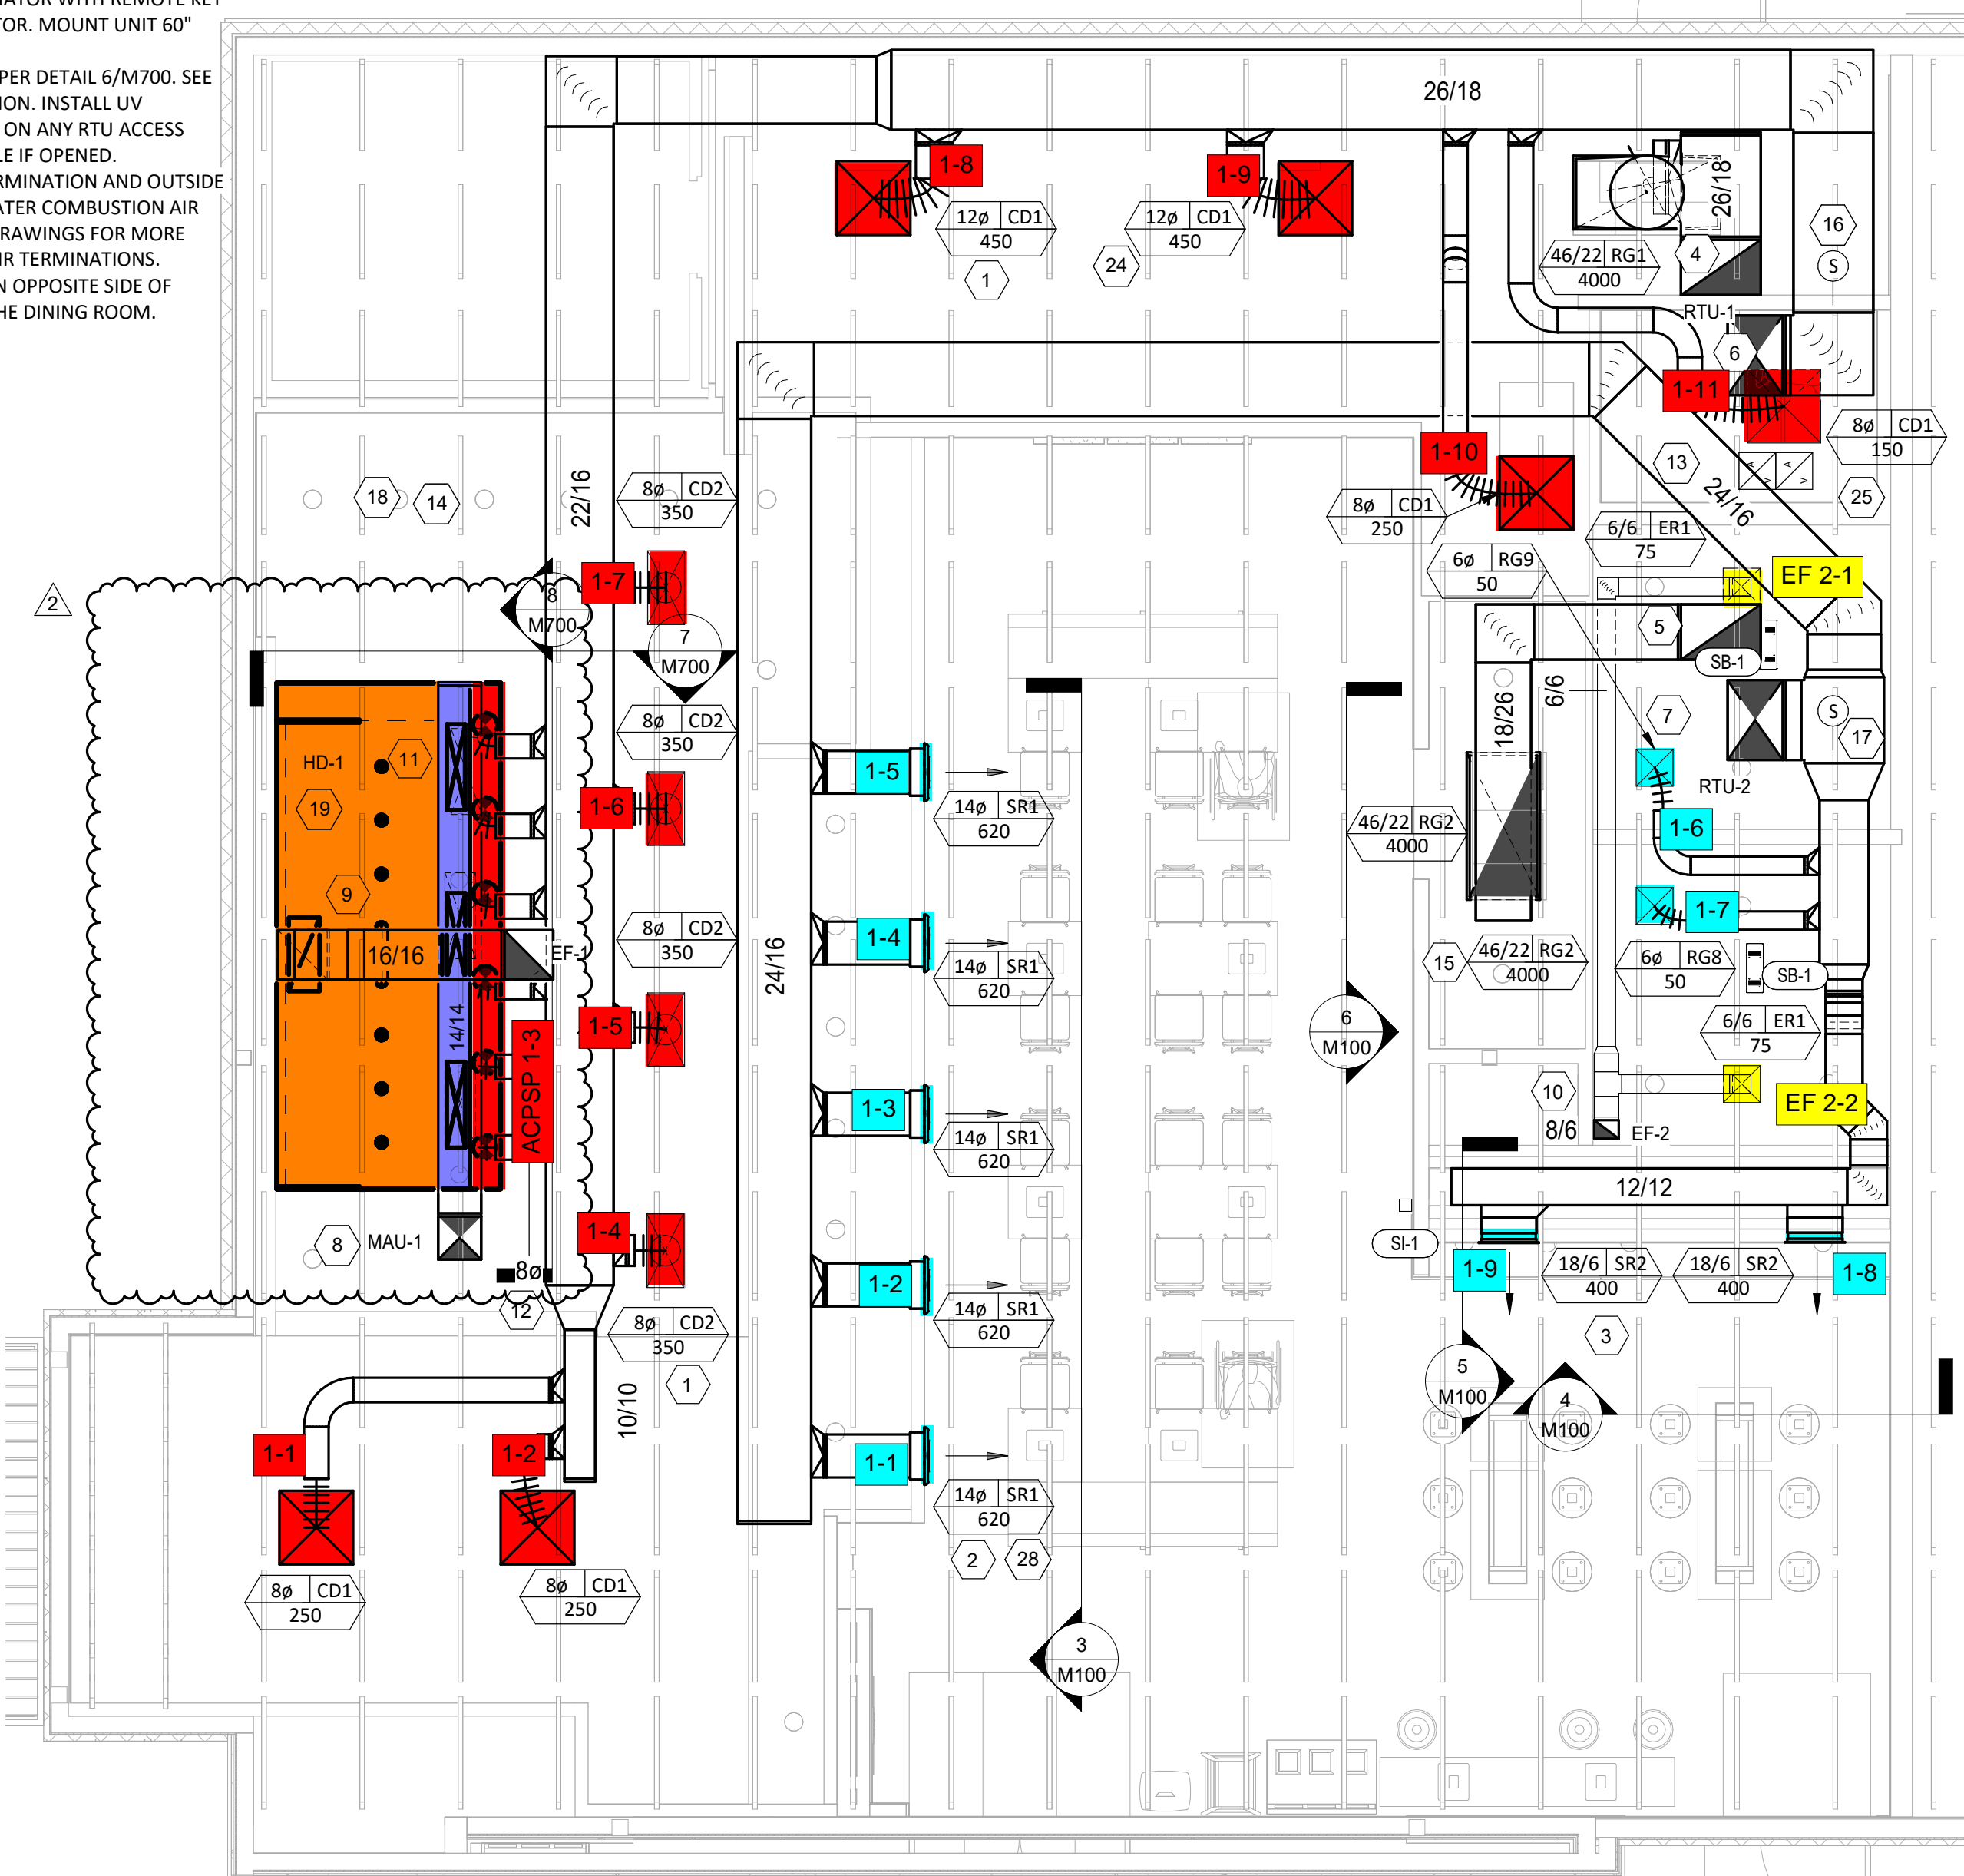 IATOR WITH REMOTE KEY
TOR. MOUNT UNIT 60"
PER DETAIL 6/M700. SEE
ION. INSTALL UV
ON ANY RTU ACCESS
LE IF OPENED.
RMINATION AND OUTSIDE
ATER COMBUSTION AIR
RAWINGS FOR MORE
IR TERMINATIONS.
N OPPOSITE SIDE OF
HE DINING ROOM.
26/18
1-8
12ø CD1
450
1
1-9
12ø CD1
450
24
26/18
16
S
46/22 RG1
4000
4
RTU-1
6
1-11
8ø CD1
150
25
A
V
A
V
13
24/16
1-10
8ø CD1
250
18
14
22/16
8ø CD2
350
6/6 ER1
75
6ø RG9
50
EF 2-1
5
SB-1
2
8
M700
1-7
7
M700
8ø CD2
350
HD-1
11
19
9
16/16
EF-1
14/14
ACPSP 1-3
1-6
8ø CD2
350
1-5
1-4
8
MAU-1
8ø
12
8ø CD2
350
1
10/10
24/16
1-5
14ø SR1
620
1-4
14ø SR1
620
1-3
14ø SR1
620
1-2
14ø SR1
620
1-1
14ø SR1
620
2
28
18/26
6/6
7
S
17
RTU-2
46/22 RG2
4000
1-6
1-7
15
46/22 RG2
4000
6ø RG8
50
SB-1
6
M100
6/6 ER1
75
10
EF 2-2
8/6
EF-2
12/12
SI-1
1-9
18/6 SR2
400
18/6 SR2
400
1-8
3
5
M100
4
M100
1-1
1-2
8ø CD1
250
8ø CD1
250
3
M100